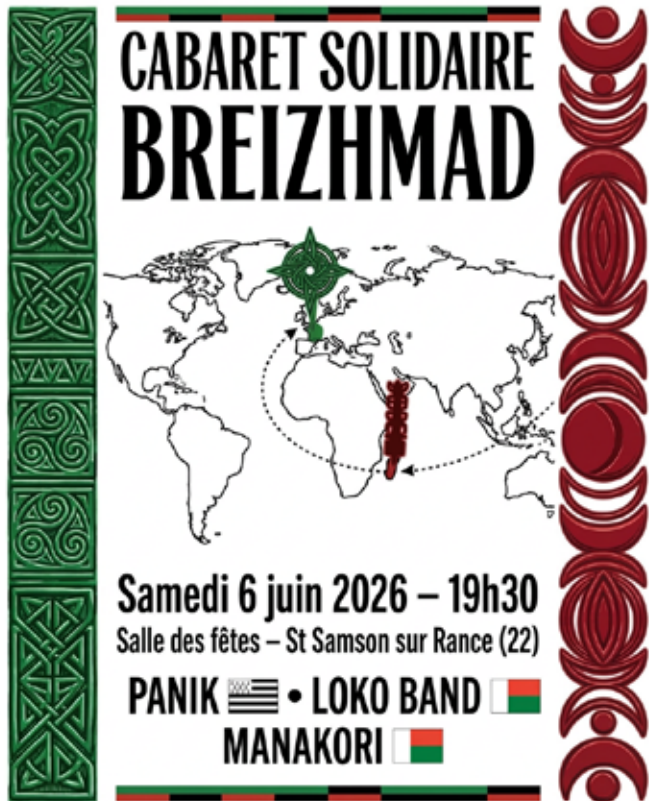 CABARET SOLIDAIRE
BREIZHMAD
Samedi 6 juin 2026 – 19h30
Salle des fêtes – St Samson sur Rance (22)
PANIK • LOKO BAND
MANAKORI